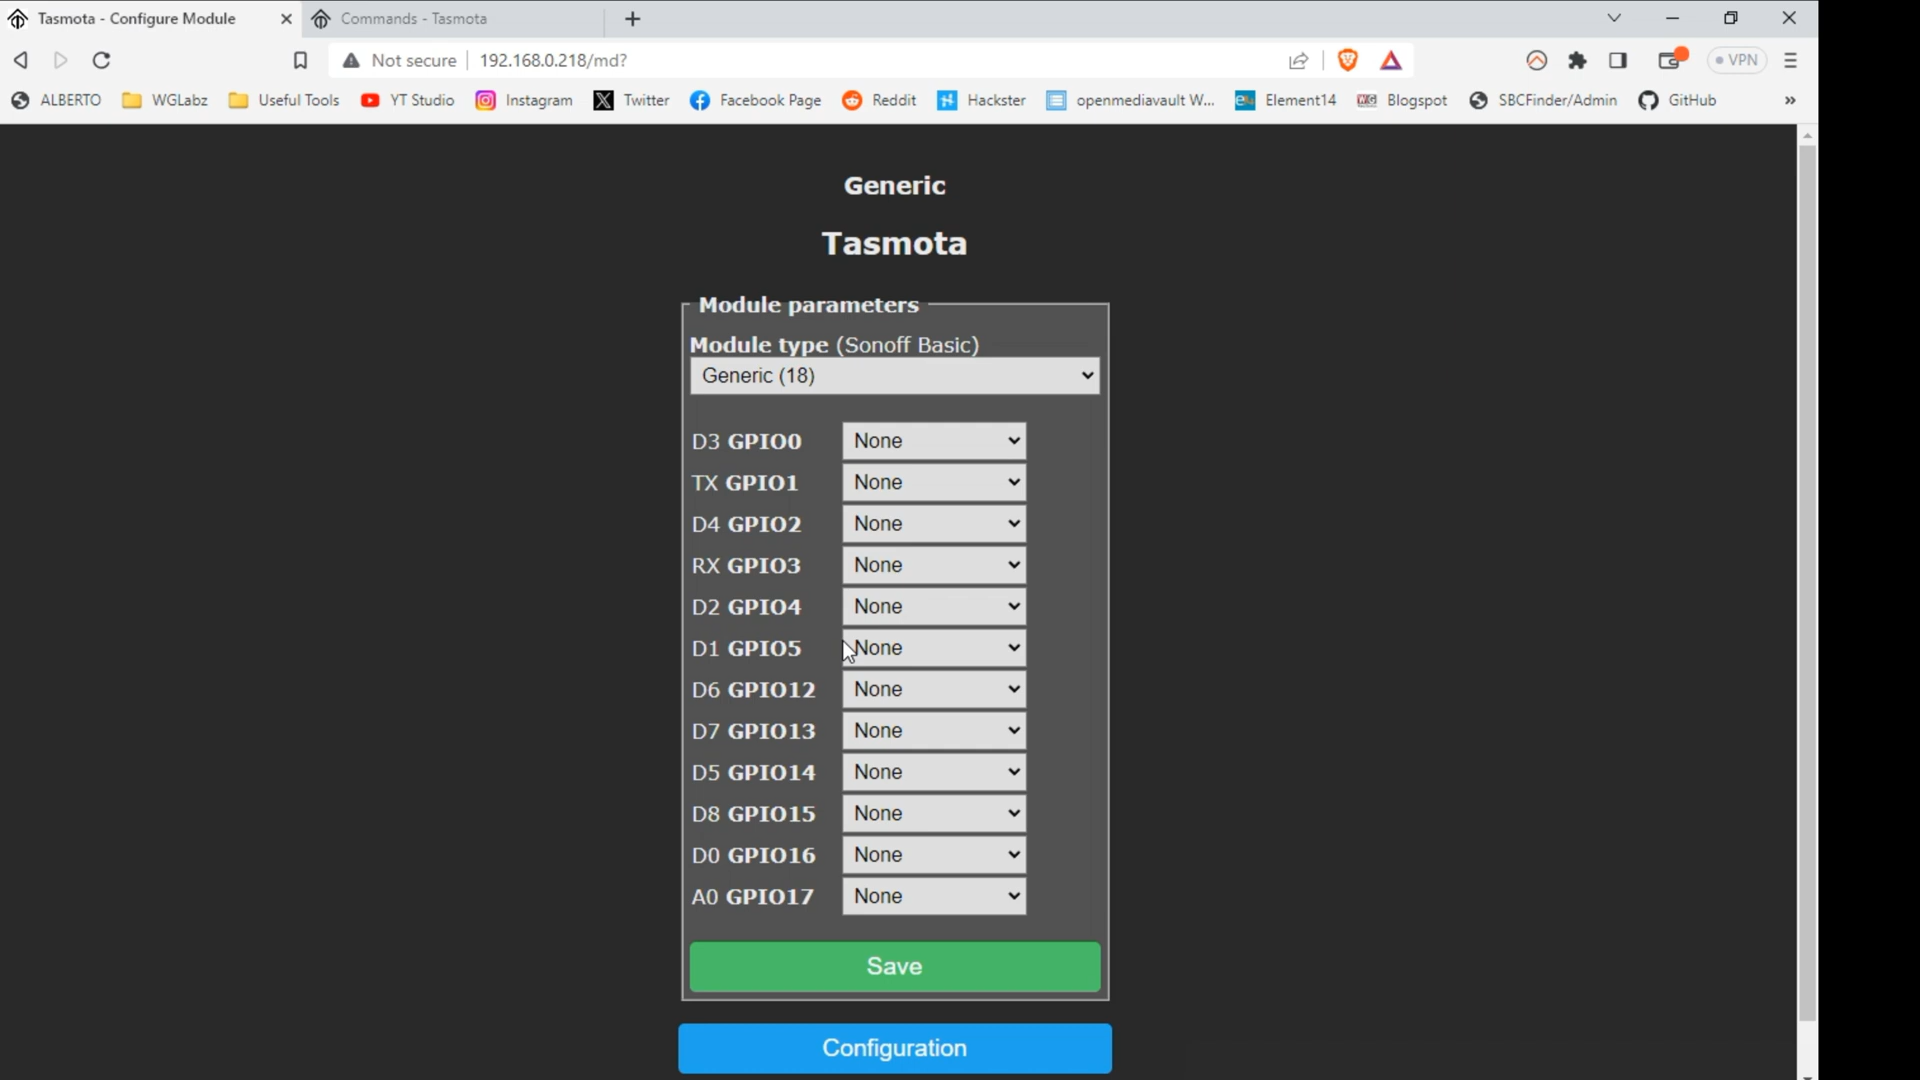 Tasmota - Configure Module
Commands - Tasmota
Not secure
192.168.0.218/md?
VPN
ALBERTO
WGLabz
Useful Tools
YT Studio
Instagram
Twitter
Facebook Page
Reddit
Hackster
openmediavault W...
Element14
Blogspot
SBCFinder/Admin
GitHub
»
Generic
Tasmota
Module parameters
Module type (Sonoff Basic)
Generic (18)
D3 GPIO0 None
TX GPIO1 None
D4 GPIO2 None
RX GPIO3 None
D2 GPIO4 None
D1 GPIO5 None
D6 GPIO12 None
D7 GPIO13 None
D5 GPIO14 None
D8 GPIO15 None
D0 GPIO16 None
A0 GPIO17 None
Save
Configuration